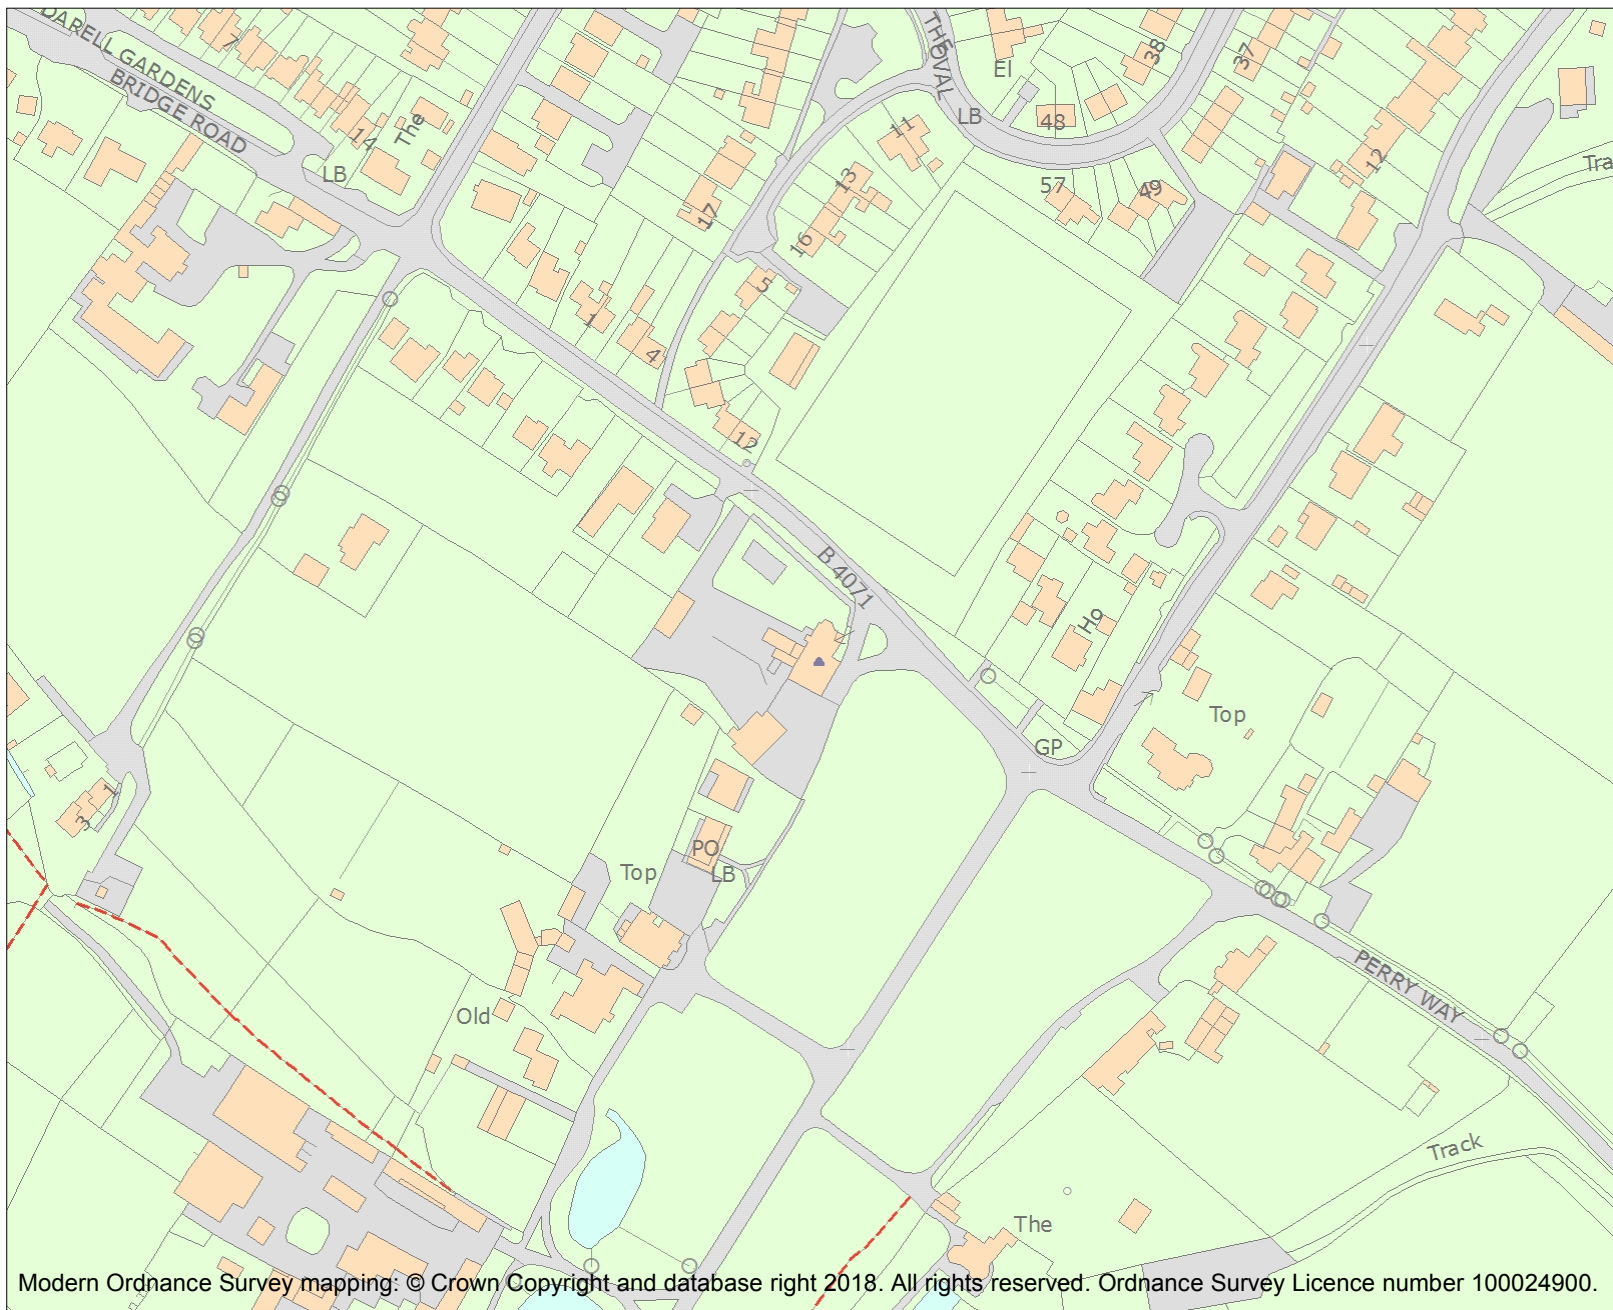 DARELL GARDENS
BRIDGE ROAD
7
14
The
LB
THE OVAL
El
LB
38
37
48
11
12
Tra
13
57
49
17
16
5
1
4
12
B 4071
Ho
Top
GP
1
3
PO
LB
Top
Old
PERRY WAY
Track
The
Modern Ordnance Survey mapping: © Crown Copyright and database right 2018. All rights reserved. Ordnance Survey Licence number 100024900.